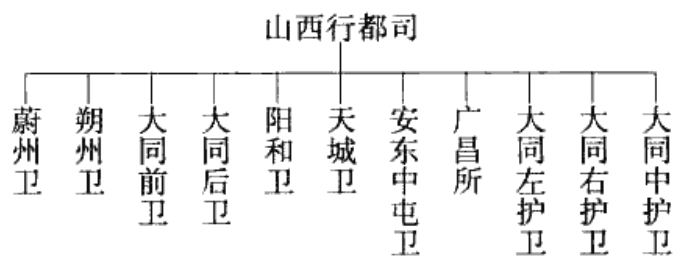 山西行都司
蔚州卫
朔州卫
大同前卫
大同后卫
阳和卫
天城卫
安东中屯卫
广昌所
大同左护卫
大同右护卫
大同中护卫